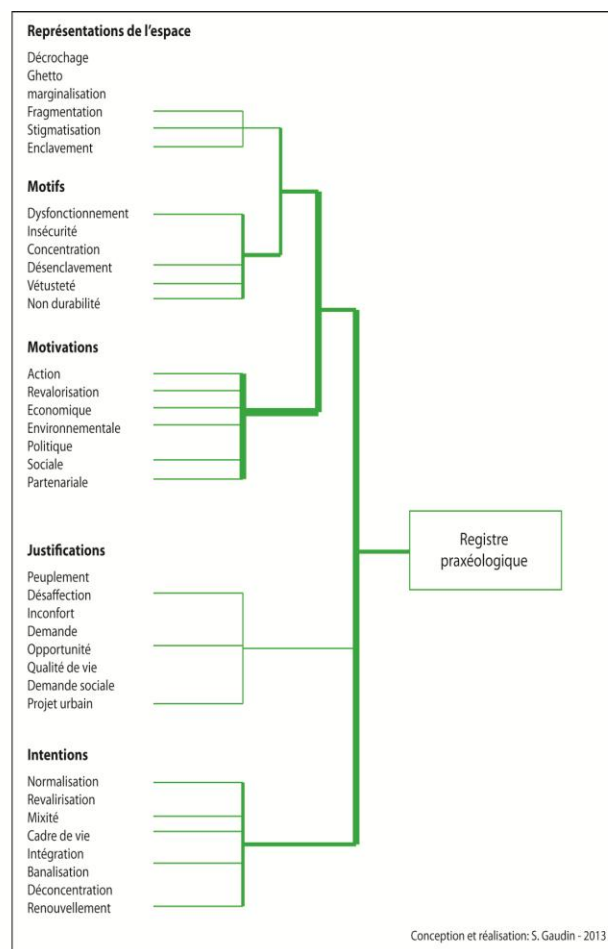 Représentations de l'espace
Décrochage
Ghetto
marginalisation
Fragmentation
Stigmatisation
Enclavement
Motifs
Dysfonctionnement
Insécurité
Concentration
Désenclavement
Vétusteté
Non durabilité
Motivations
Action
Revalorisation
Economique
Environnementale
Politique
Sociale
Partenariale
Justifications
Peuplement
Désaffection
Inconfort
Demande
Opportunité
Qualité de vie
Demande sociale
Projet urbain
Intentions
Normalisation
Revalirisation
Mixité
Cadre de vie
Intégration
Banalisation
Déconcentration
Renouvellement
Registre
praxéologique
Conception et réalisation: S. Gaudin - 2013